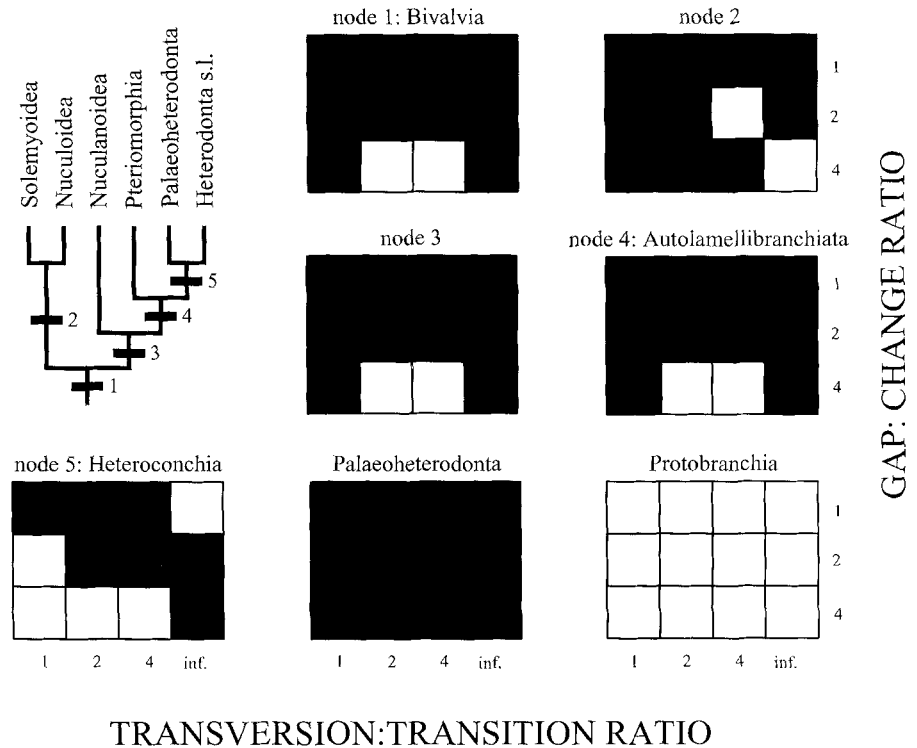 node 1: Bivalvia
node 2
Solemyoidea
Nuculoidea
Nuculanoidea
Pteriomorphia
Palaeoheterodonta
Heterodonta s.l.
1
2
4
5
2
4
3
1
node 3
node 4: Autolamellibranchiata
1
2
4
GAP: CHANGE RATIO
node 5: Heteroconchia
Palaeoheterodonta
Protobranchia
1
2
4
1 2 4 inf.
1 2 4 inf.
1 2 4 inf.
TRANSVERSION:TRANSITION RATIO